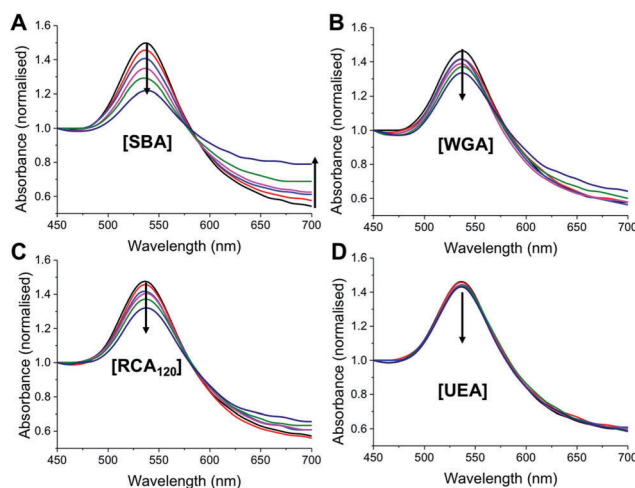 A
Absorbance (normalised)
1.6
1.4
1.2
1.0
0.8
0.6
[SBA]
450 500 550 600 650 700
Wavelength (nm)
B
Absorbance (normalised)
1.6
1.4
1.2
1.0
0.8
0.6
[WGA]
450 500 550 600 650 700
Wavelength (nm)
C
Absorbance (normalised)
1.6
1.4
1.2
1.0
0.8
0.6
[RCA₁₂₀]
450 500 550 600 650 700
Wavelength (nm)
D
Absorbance (normalised)
1.6
1.4
1.2
1.0
0.8
0.6
[UEA]
450 500 550 600 650 700
Wavelength (nm)